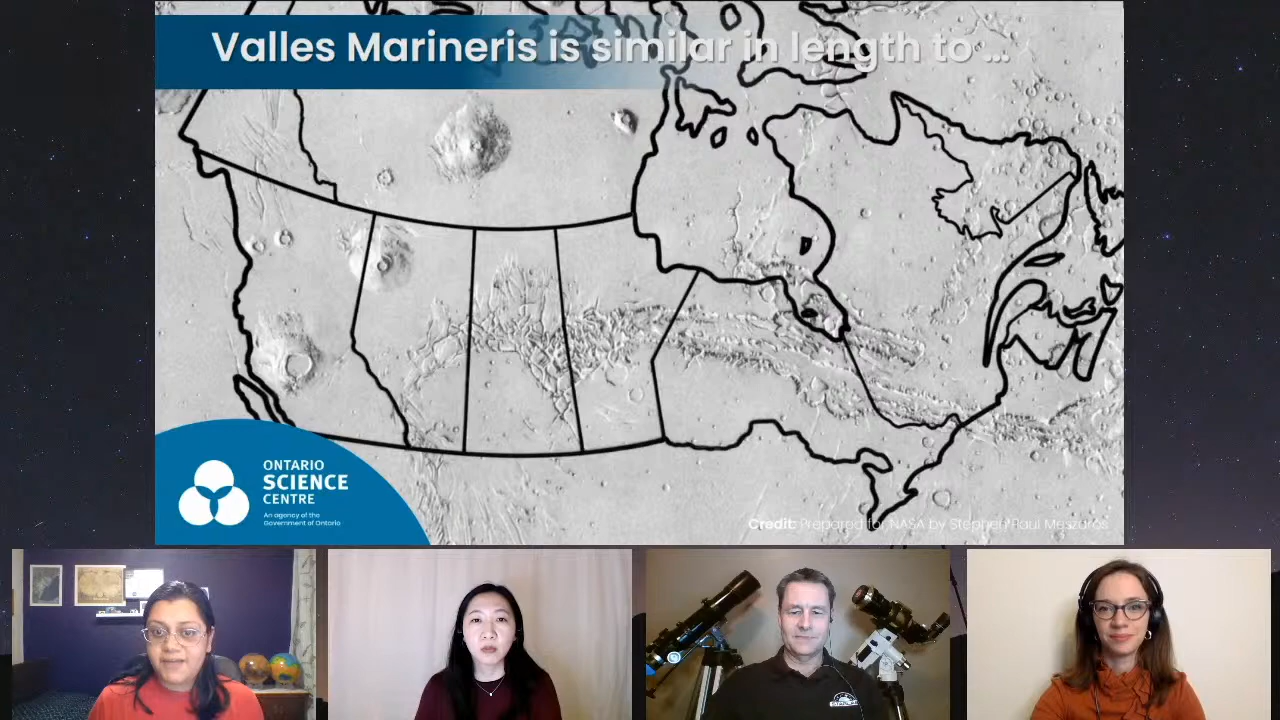 Valles Marineris is similar in length to ...
ONTARIO
SCIENCE
CENTRE
An agency of the
Government of Ontario
Credit: Prepared for NASA by Stephen Paul Meszaros